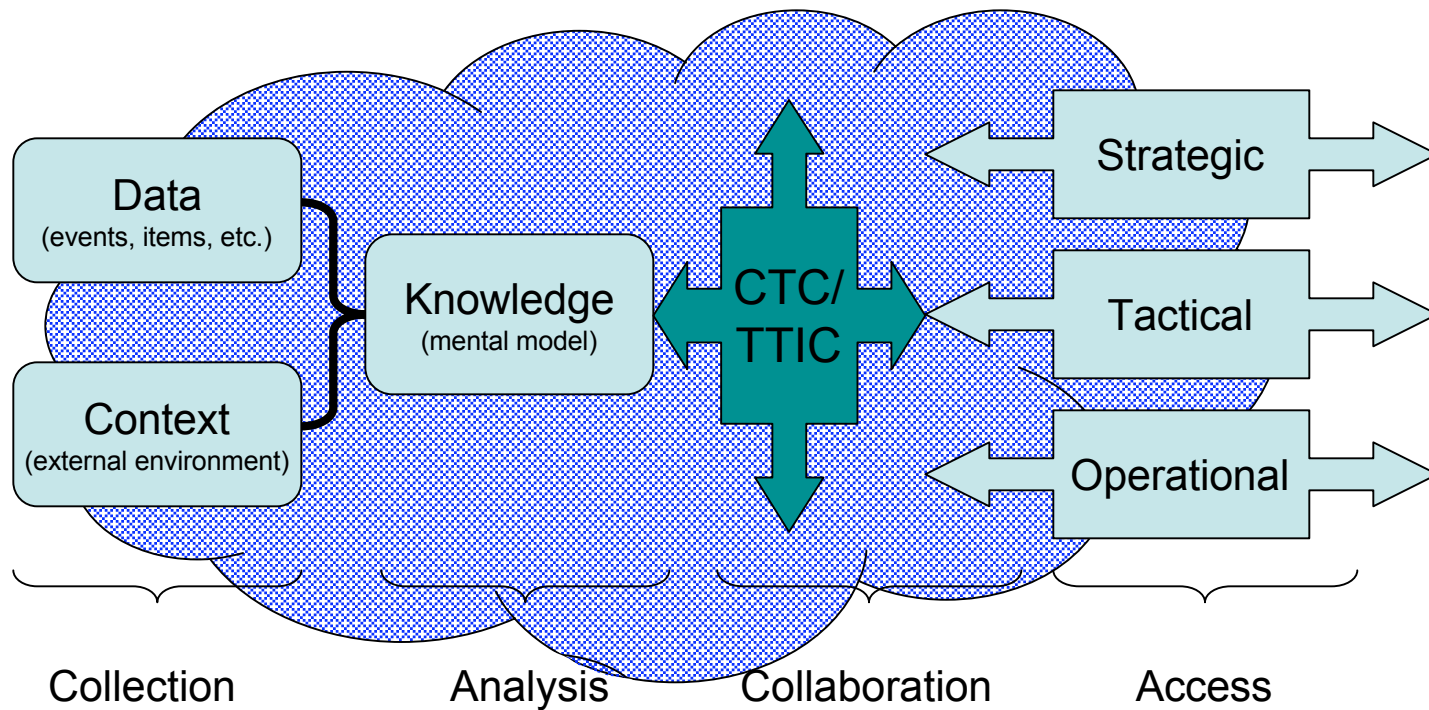 Data
(events, items, etc.)
Context
(external environment)
Knowledge
(mental model)
CTC/
TTIC
Strategic
Tactical
Operational
Collection
Analysis
Collaboration
Access